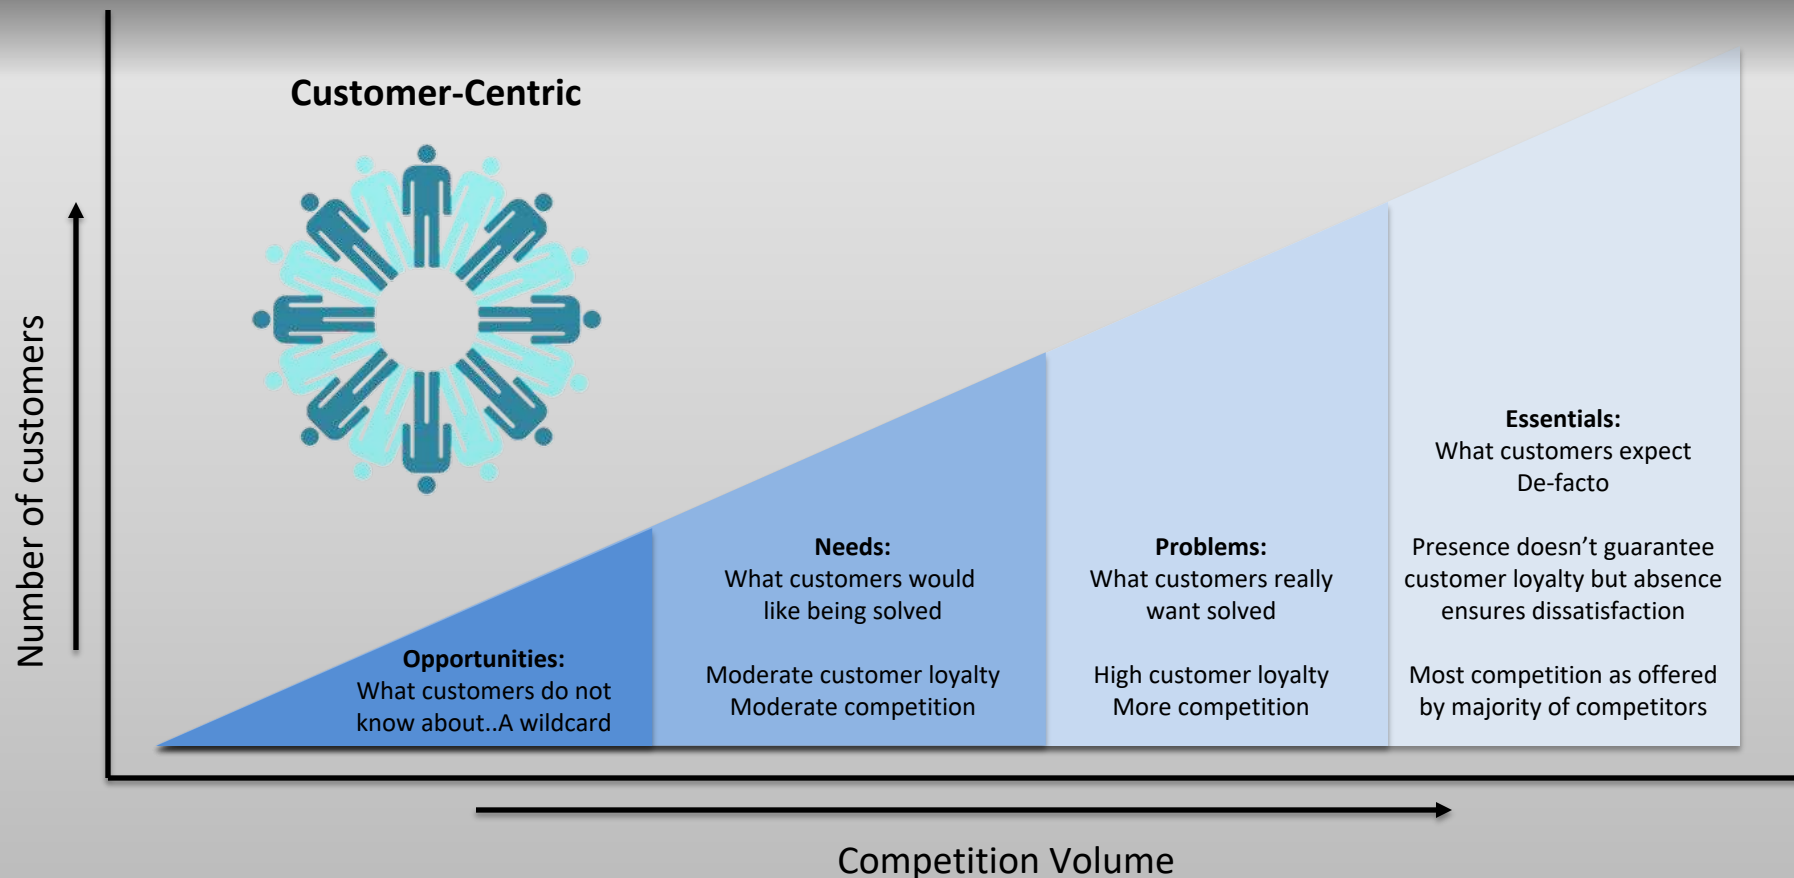 Customer-Centric
Number of customers
Opportunities:
What customers do not
know about..A wildcard
Needs:
What customers would
like being solved
Moderate customer loyalty
Moderate competition
Problems:
What customers really
want solved
High customer loyalty
More competition
Essentials:
What customers expect
De-facto
Presence doesn’t guarantee
customer loyalty but absence
ensures dissatisfaction
Most competition as offered
by majority of competitors
Competition Volume